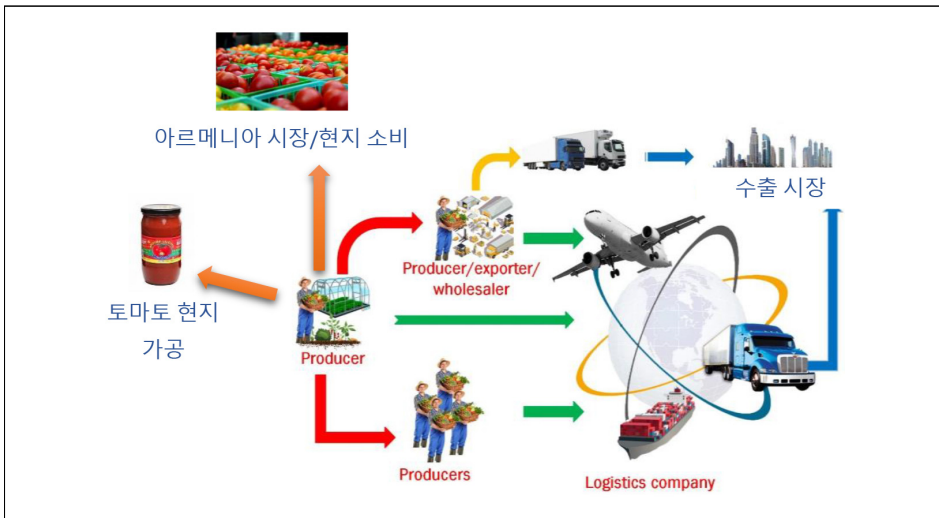 아르메니아 시장/현지 소비
수출 시장
Producer/exporter/
wholesaler
토마토 현지
가공
Producer
Producers
Logistics company